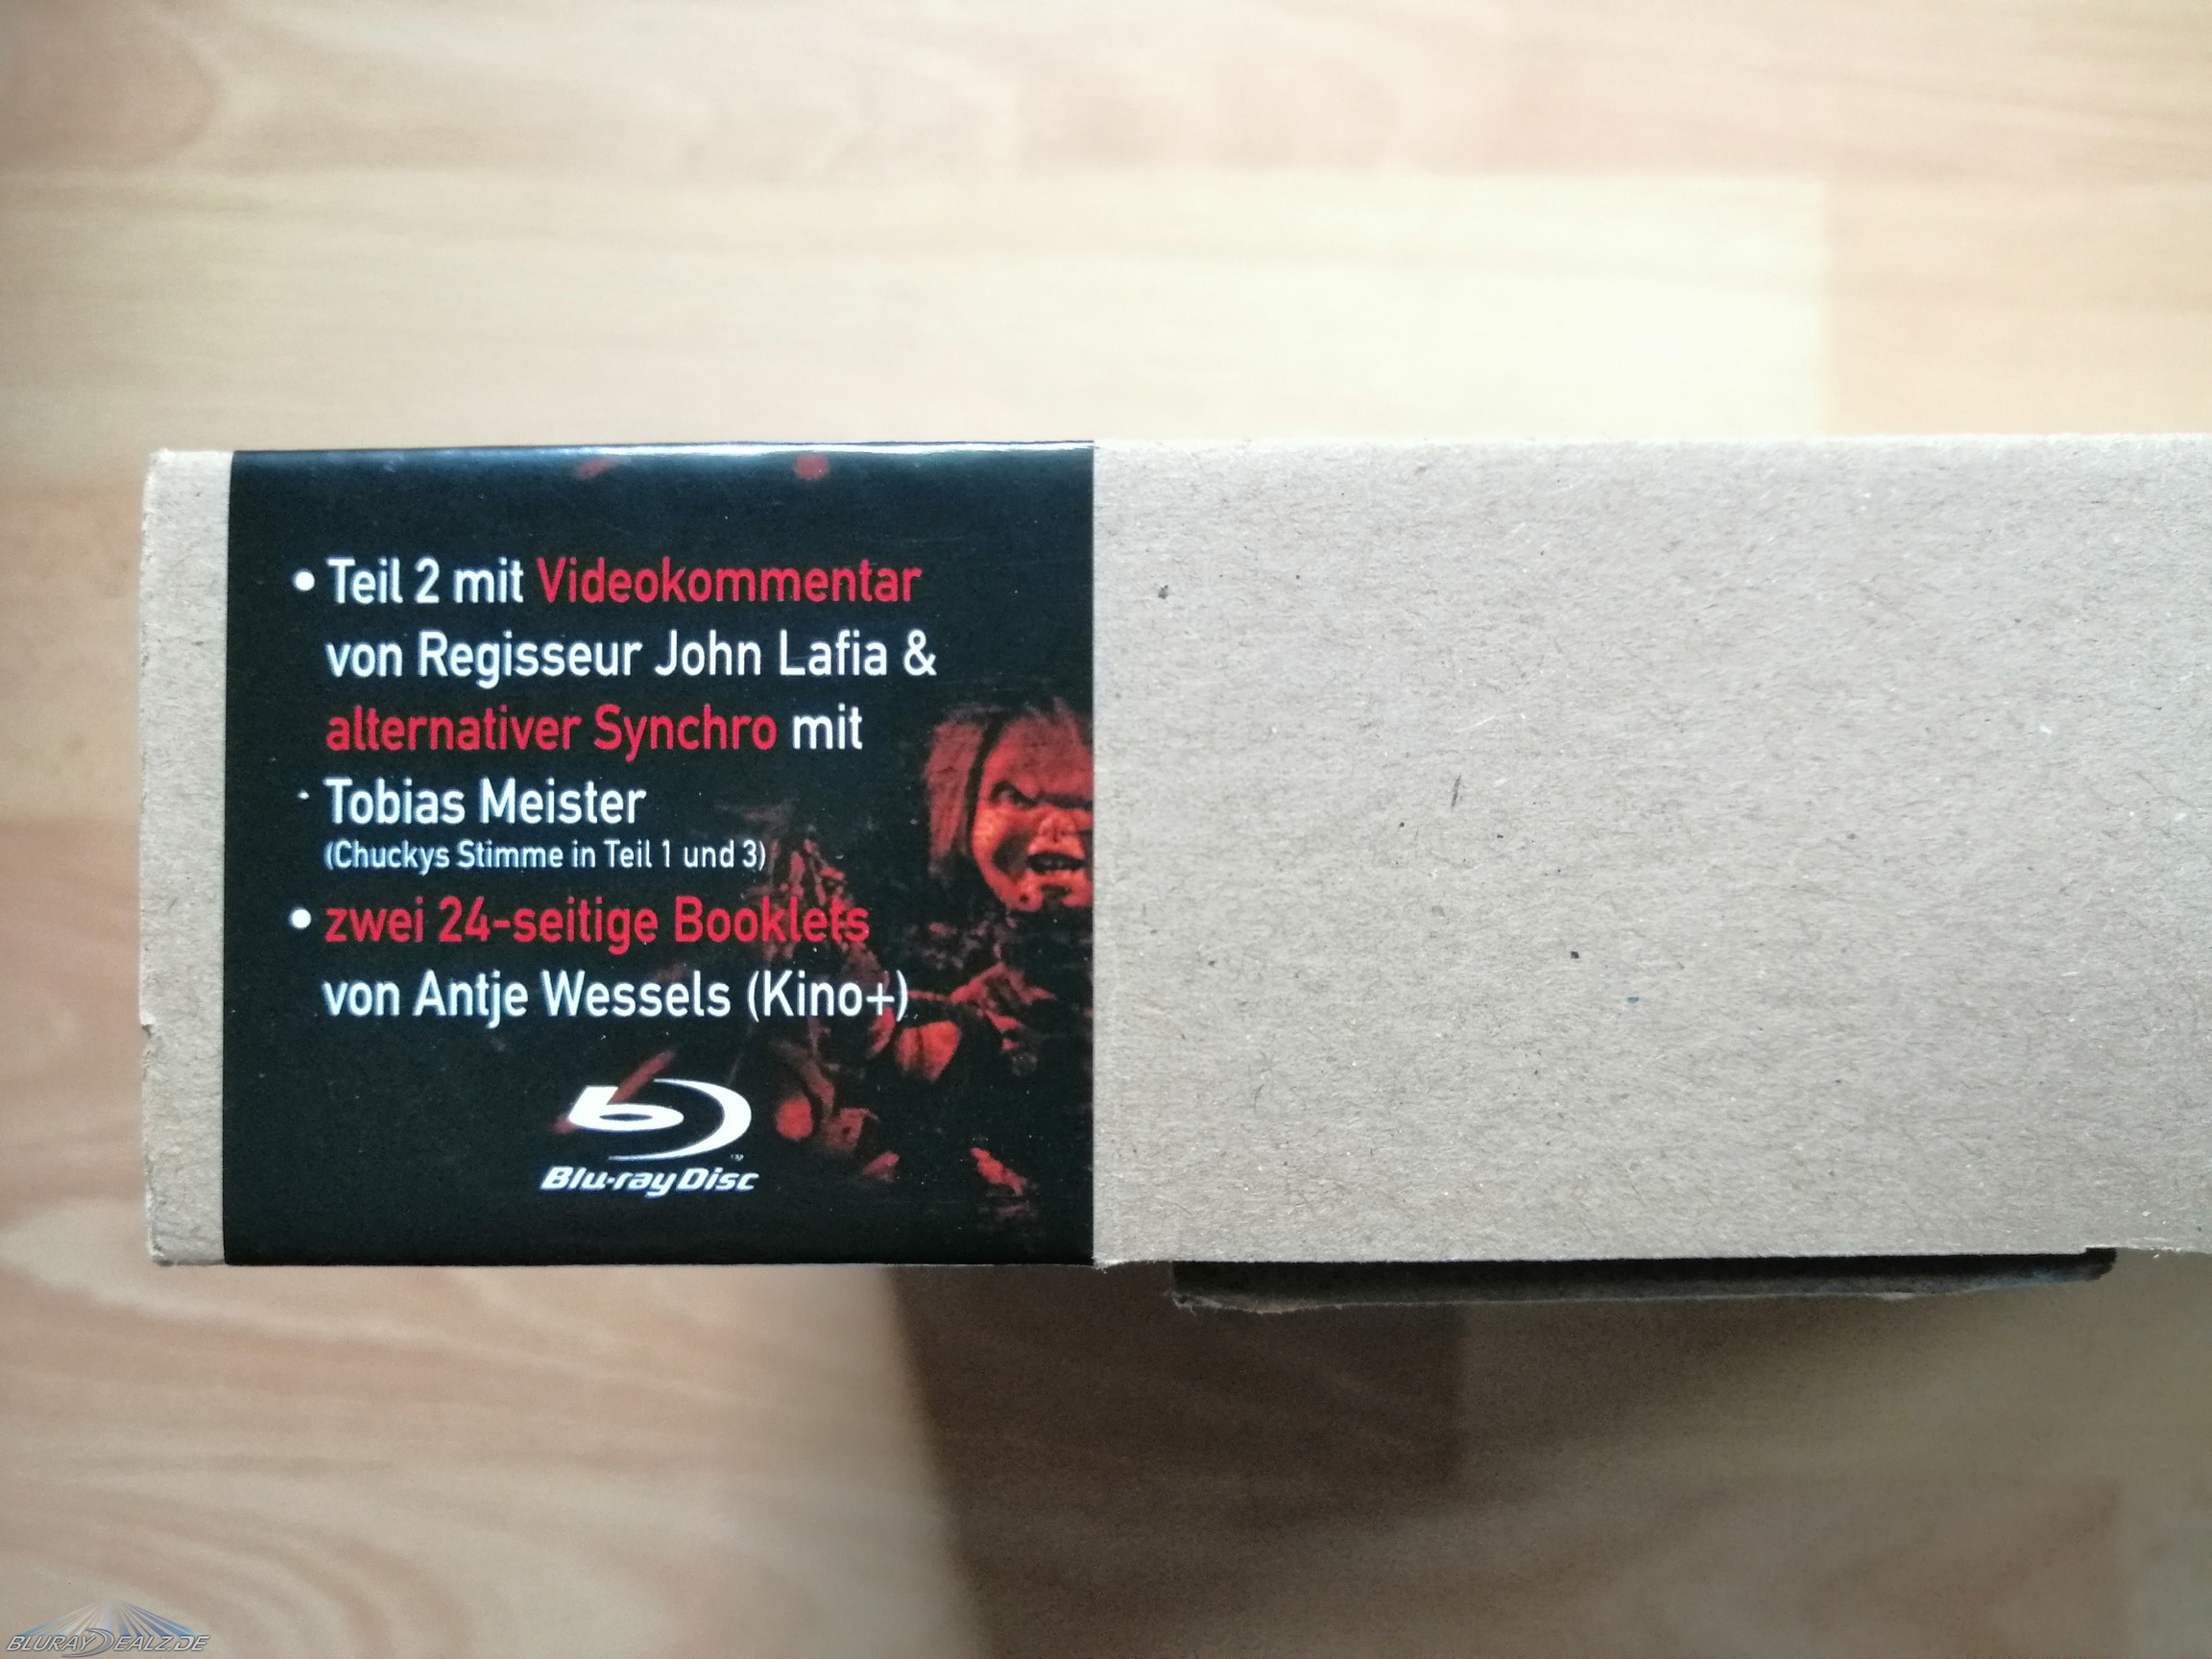 • Teil 2 mit Videokommentar
von Regisseur John Lafia &
alternativer Synchro mit
Tobias Meister
(Chuckys Stimme in Teil 1 und 3)
• zwei 24-seitige Booklets
von Antje Wessels (Kino+)
Blu-ray Disc
™
BLURAYDEALZ.DE